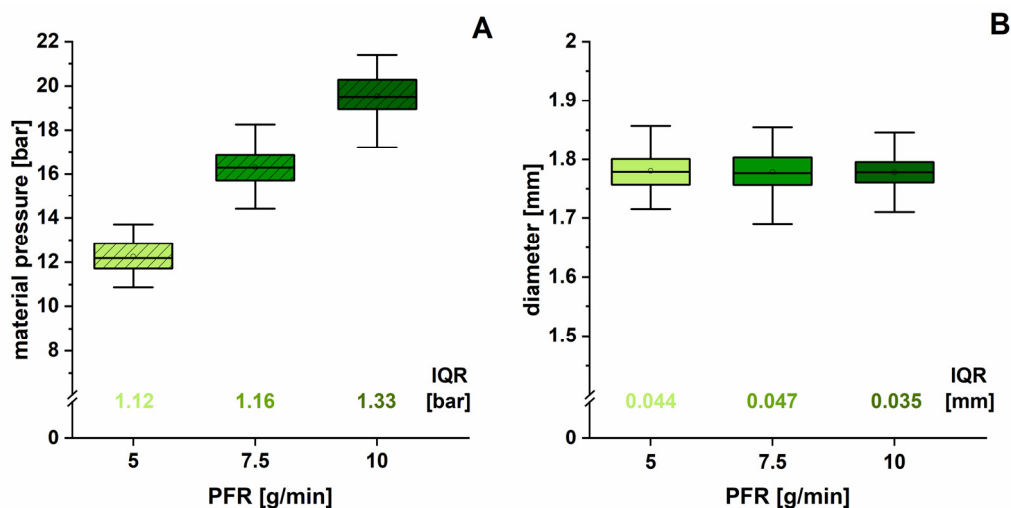 A
material pressure [bar]
22
20
18
16
14
12
10
8
0
IQR
[bar]
1.12
1.16
1.33
5
7.5
10
PFR [g/min]
B
diameter [mm]
2
1.9
1.8
1.7
1.6
1.5
0
IQR
[mm]
0.044
0.047
0.035
5
7.5
10
PFR [g/min]